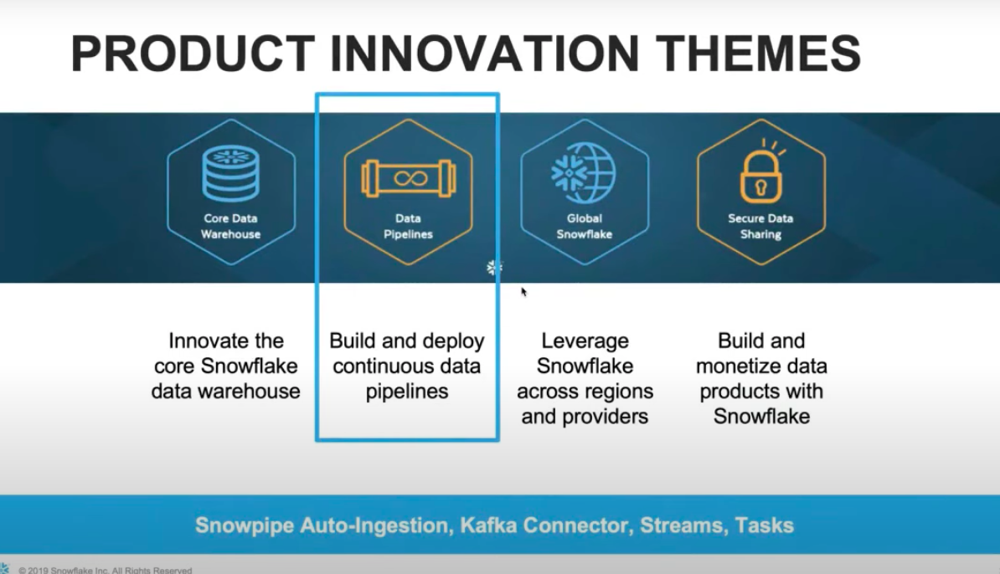 PRODUCT INNOVATION THEMES
Core Data
Warehouse
Data
Pipelines
Global
Snowflake
Secure Data
Sharing
Innovate the
core Snowflake
data warehouse
Build and deploy
continuous data
pipelines
Leverage
Snowflake
across regions
and providers
Build and
monetize data
products with
Snowflake
Snowpipe Auto-Ingestion, Kafka Connector, Streams, Tasks
© 2019 Snowflake Inc. All Rights Reserved